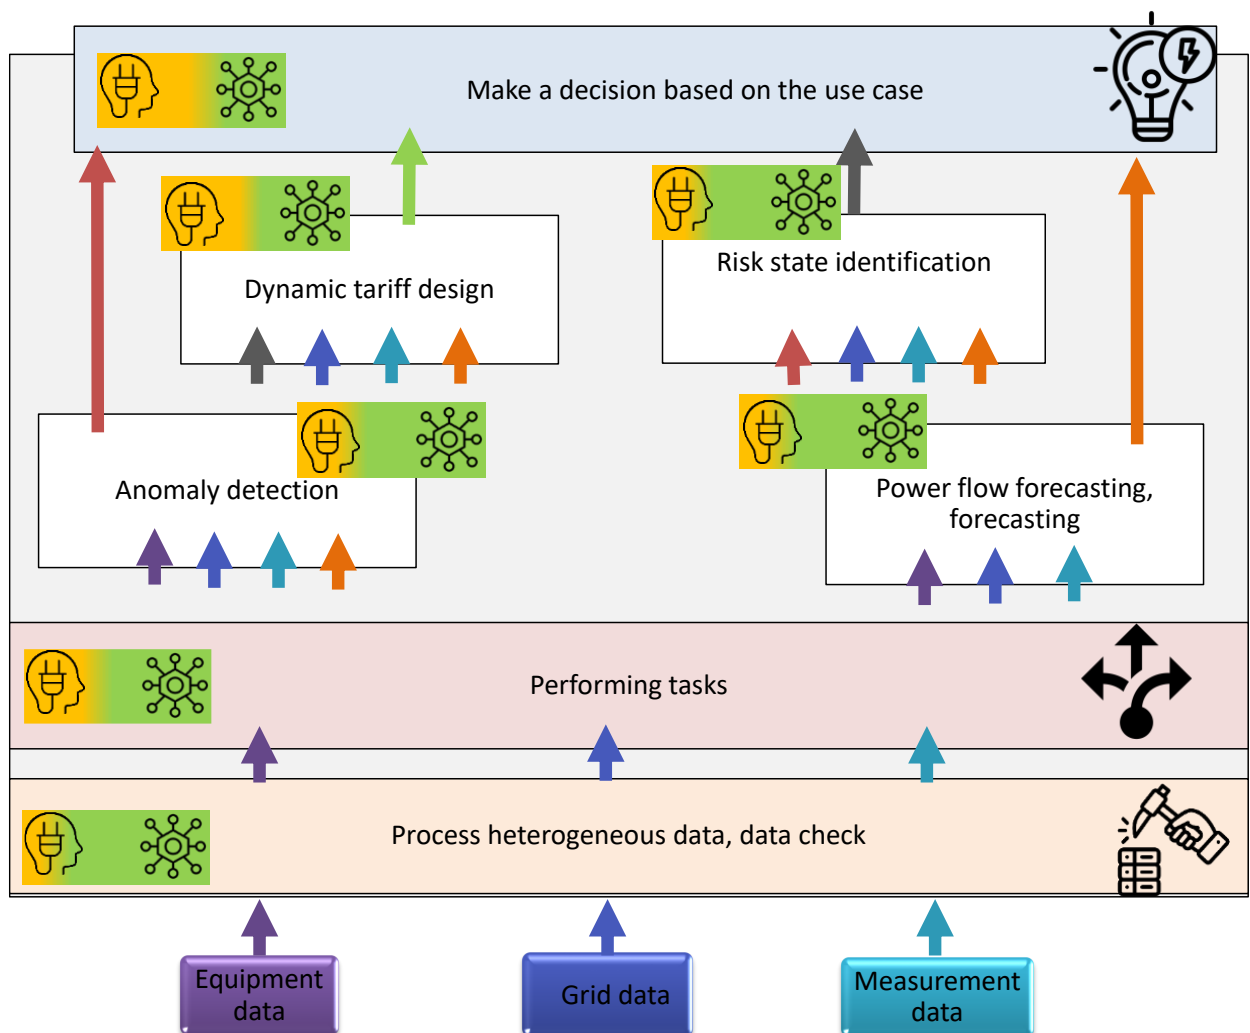 Make a decision based on the use case
Dynamic tariff design
Risk state identification
Anomaly detection
Power flow forecasting,
forecasting
Performing tasks
Process heterogeneous data, data check
Equipment
data
Grid data
Measurement
data